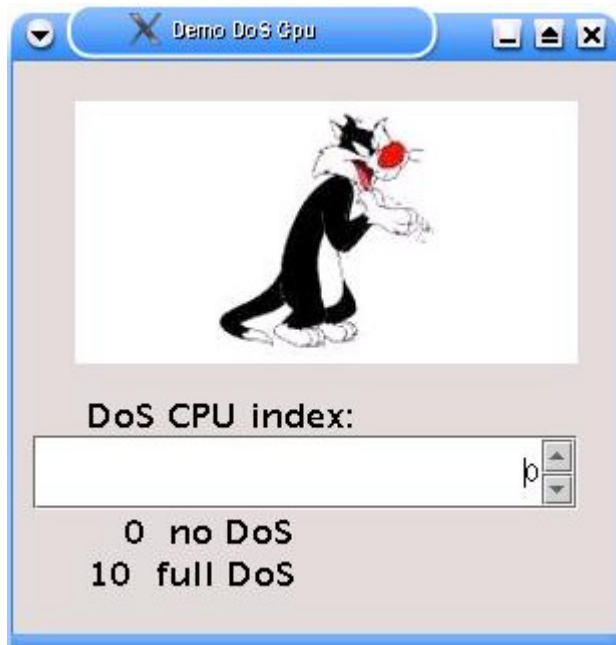 Demo DoS Cpu
DoS CPU index:
0
0 no DoS
10 full DoS